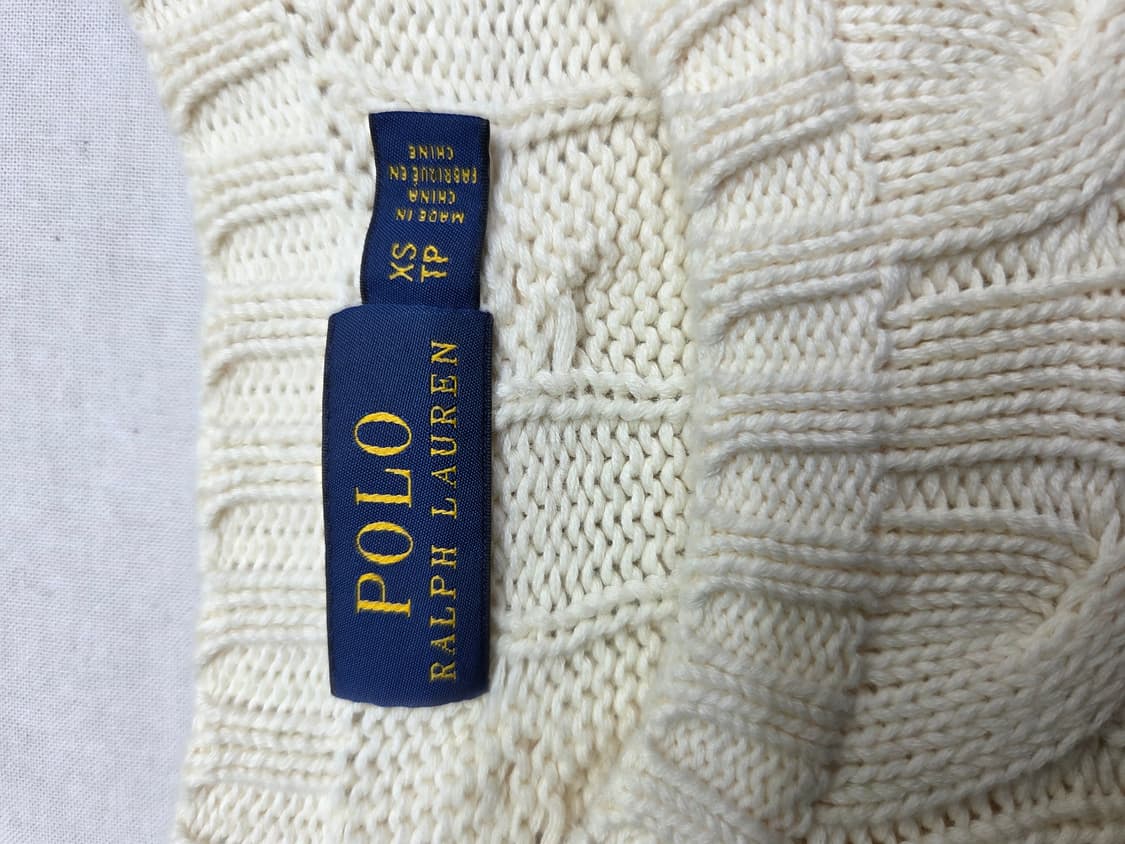 POLO
RALPH LAUREN
XS
TP
MADE IN
CHINA
FABRIQUÉ EN
CHINE